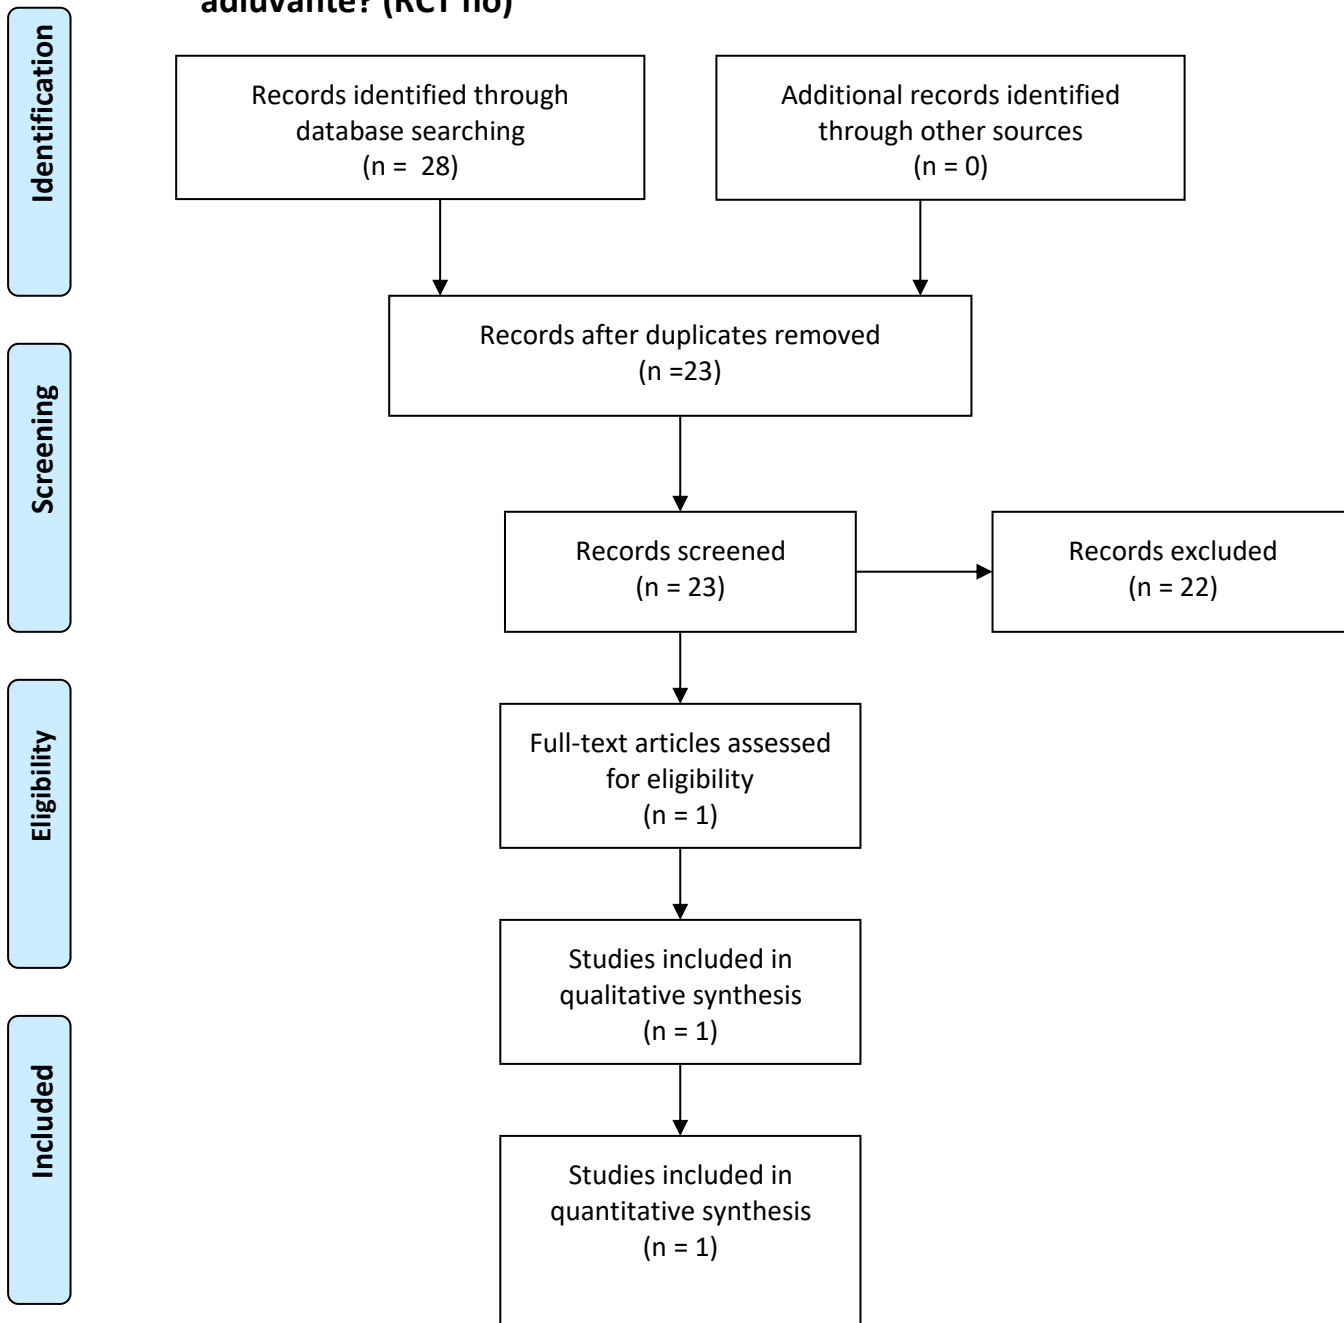 adiuvante? (RCT no)
Identification
Records identified through
database searching
(n =  28)
Additional records identified
through other sources
(n = 0)
Records after duplicates removed
(n =23)
Screening
Records screened
(n = 23)
Records excluded
(n = 22)
Eligibility
Full-text articles assessed
for eligibility
(n = 1)
Studies included in
qualitative synthesis
(n = 1)
Included
Studies included in
quantitative synthesis
(n = 1)